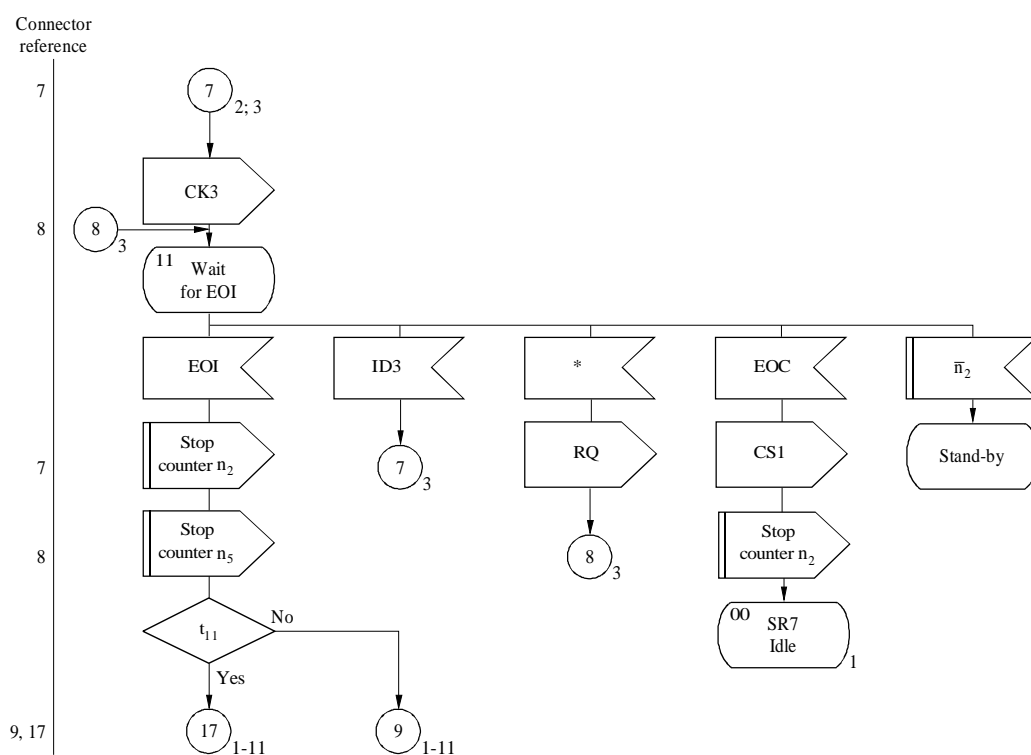 Connector
reference
7
7
2; 3
CK3
8
8
3
11
Wait
for EOI
EOI
ID3
*
EOC
n̅₂
Stop
counter n₂
RQ
CS1
Stand-by
7
7
3
Stop
counter n₅
8
8
3
Stop
counter n₂
t₁₁
No
Yes
00
SR7
Idle
1
9, 17
17
1-11
9
1-11